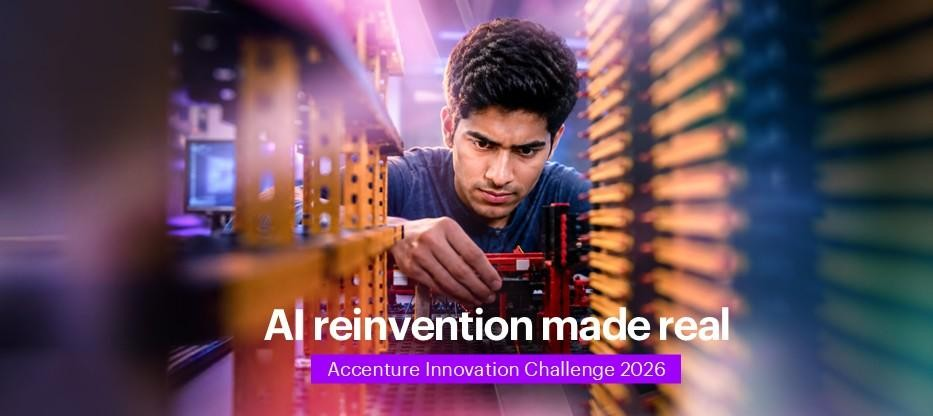 AI reinvention made real
Accenture Innovation Challenge 2026